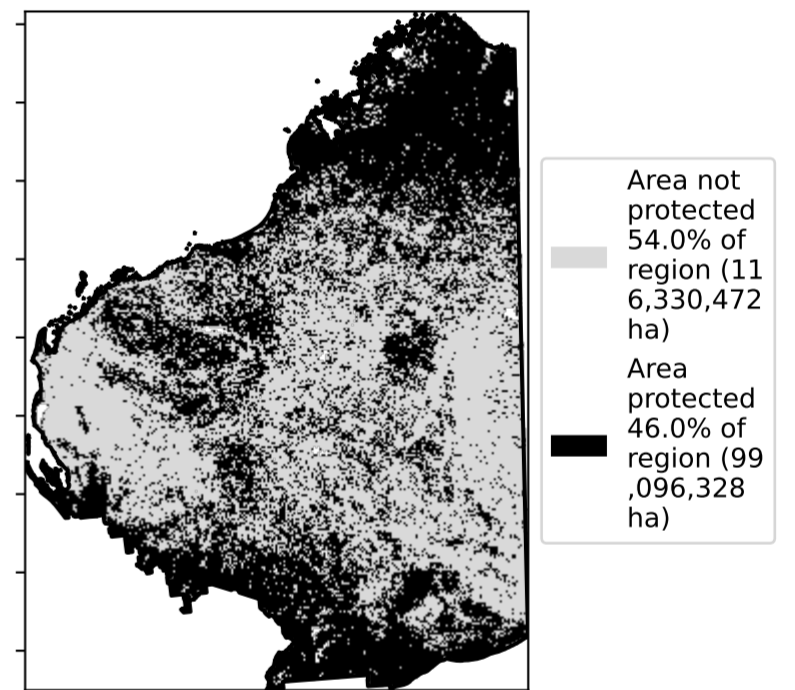 Area not
protected
54.0% of
region (11
6,330,472
ha)
Area
protected
46.0% of
region (99
,096,328
ha)